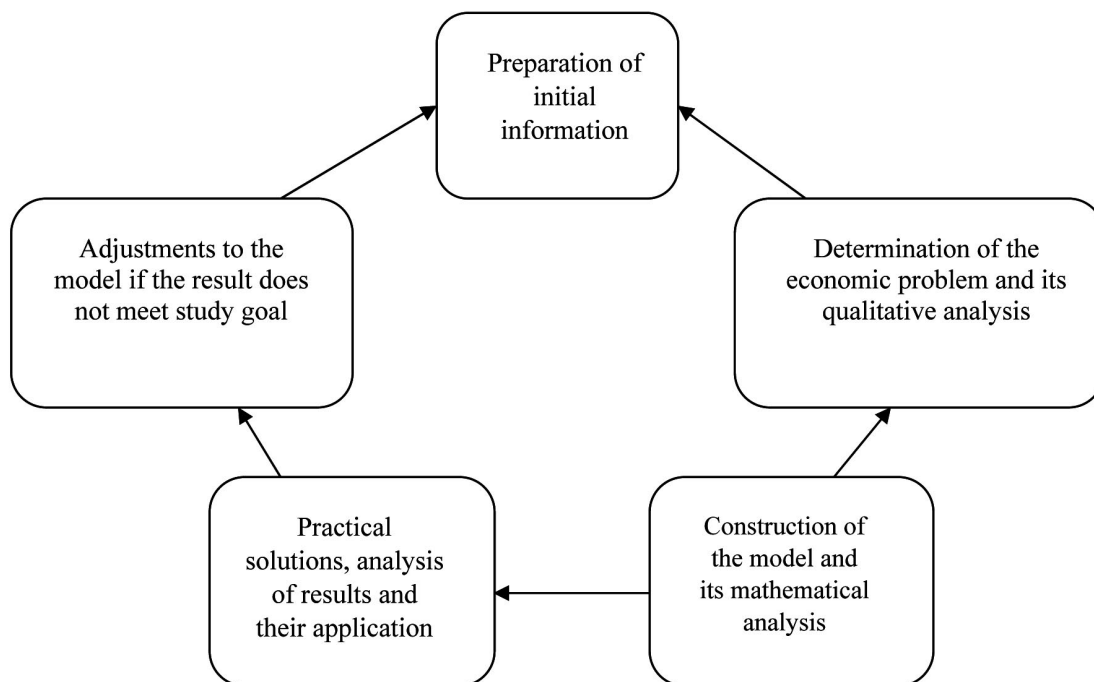 Preparation of
initial
information
Adjustments to the
model if the result does
not meet study goal
Determination of the
economic problem and its
qualitative analysis
Practical
solutions, analysis
of results and
their application
Construction of
the model and
its mathematical
analysis